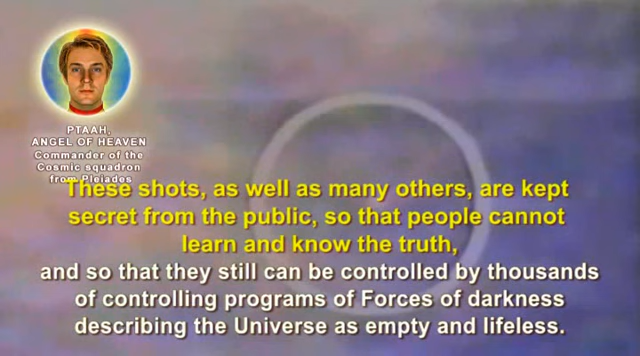 PTAAH,
ANGEL OF HEAVEN
Commander of the
Cosmic squadron
from Pleiades
These shots, as well as many others, are kept
secret from the public, so that people cannot
learn and know the truth,
and so that they still can be controlled by thousands
of controlling programs of Forces of darkness
describing the Universe as empty and lifeless.